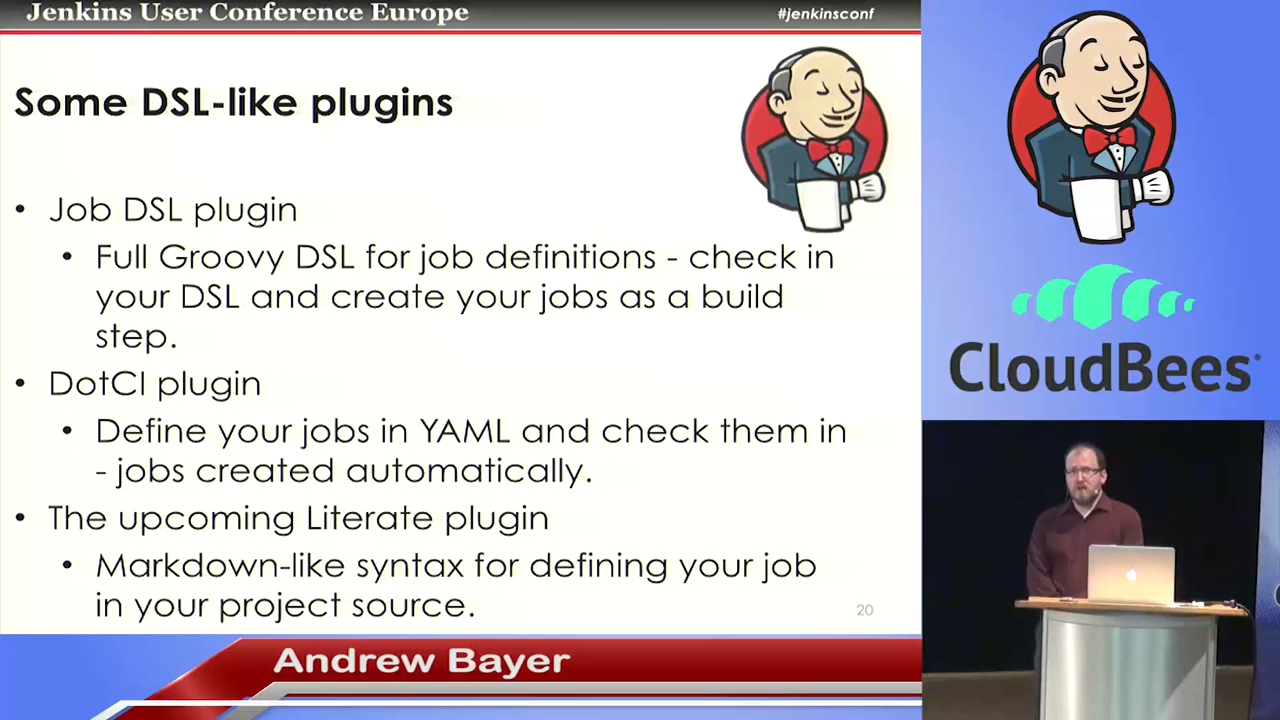 Jenkins User Conference Europe
#jenkinsconf
Some DSL-like plugins
• Job DSL plugin
• Full Groovy DSL for job definitions - check in
your DSL and create your jobs as a build
step.
• DotCI plugin
• Define your jobs in YAML and check them in
- jobs created automatically.
• The upcoming Literate plugin
• Markdown-like syntax for defining your job
in your project source.
20
CloudBees
Andrew Bayer